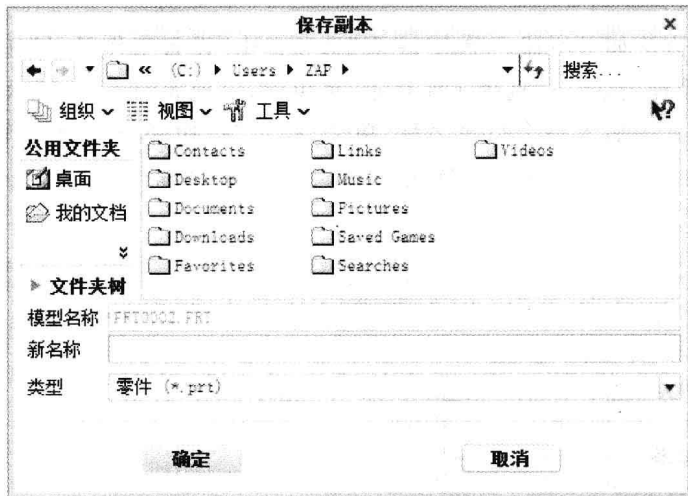 保存副本
« (C:) ▸ Users ▸ ZAP ▸ 搜索...
组织 视图 工具
公用文件夹
桌面
我的文档
文件夹树
Contacts Links Videos
Desktop Music
Documents Pictures
Downloads Saved Games
Favorites Searches
模型名称 PRT0002.PRT
新名称
类型 零件 (*.prt)
确定 取消